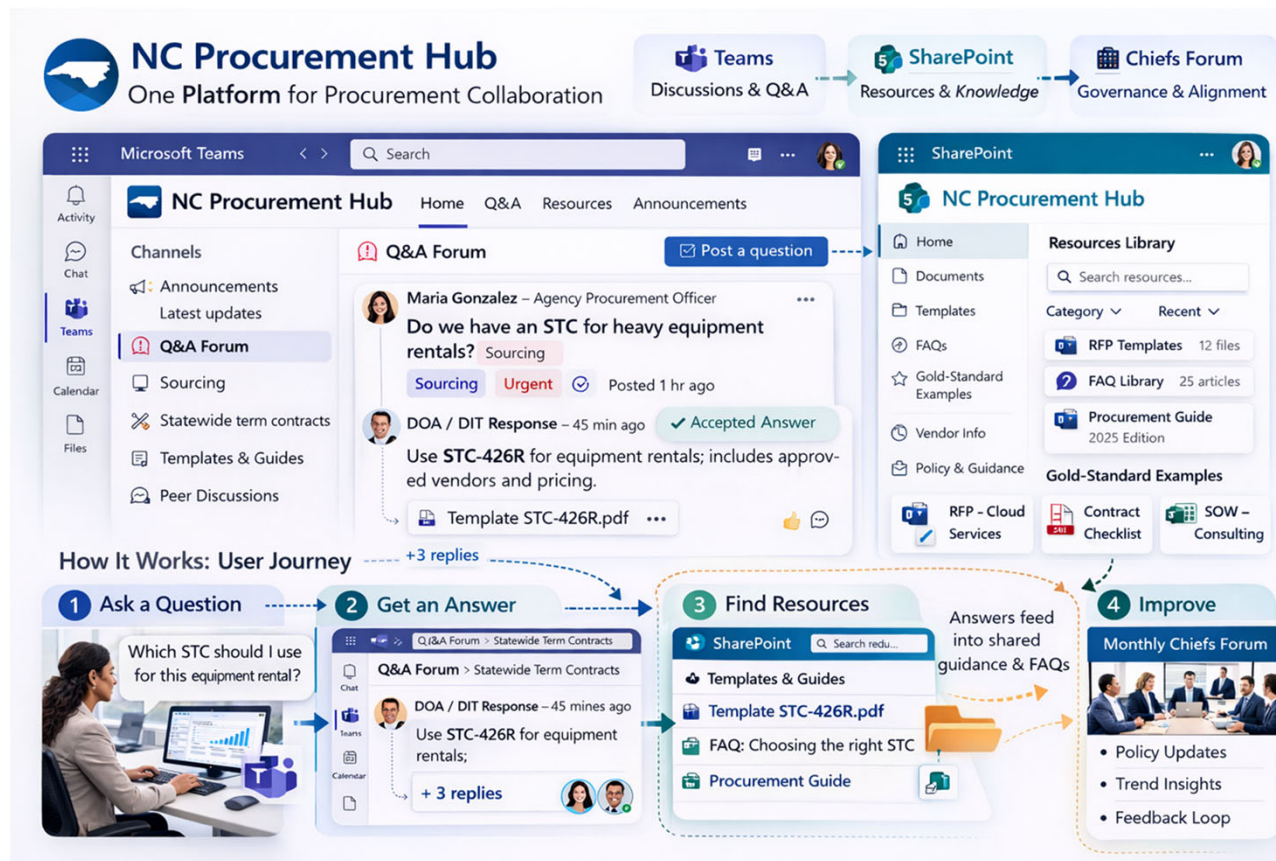 NC Procurement Hub
One Platform for Procurement Collaboration
Teams
Discussions & Q&A
SharePoint
Resources & Knowledge
Chiefs Forum
Governance & Alignment
Microsoft Teams
Search
Activity
Chat
Teams
Calendar
Files
NC Procurement Hub
Home
Q&A
Resources
Announcements
Channels
Announcements
Latest updates
Q&A Forum
Sourcing
Statewide term contracts
Templates & Guides
Peer Discussions
Q&A Forum
Post a question
Maria Gonzalez – Agency Procurement Officer
Do we have an STC for heavy equipment
rentals? Sourcing
Sourcing
Urgent
Posted 1 hr ago
DOA / DIT Response – 45 min ago
Accepted Answer
Use STC-426R for equipment rentals; includes approv-
ed vendors and pricing.
Template STC-426R.pdf
+3 replies
SharePoint
NC Procurement Hub
Home
Documents
Templates
FAQs
Gold-Standard
Examples
Vendor Info
Policy & Guidance
Resources Library
Search resources...
Category
Recent
RFP Templates 12 files
FAQ Library 25 articles
Procurement Guide
2025 Edition
Gold-Standard Examples
RFP - Cloud
Services
Contract
Checklist
SOW –
Consulting
How It Works: User Journey
1 Ask a Question
Which STC should I use
for this equipment rental?
2 Get an Answer
Statewide Term Contracts
Q&A Forum > Statewide Term Contracts
Chat
Teams
Calendar
DOA / DIT Response – 45 mines ago
Use STC-426R for equipment
rentals;
+ 3 replies
3 Find Resources
SharePoint
Search redu...
Templates & Guides
Template STC-426R.pdf
FAQ: Choosing the right STC
Procurement Guide
Answers feed
into shared
guidance & FAQs
4 Improve
Monthly Chiefs Forum
• Policy Updates
• Trend Insights
• Feedback Loop